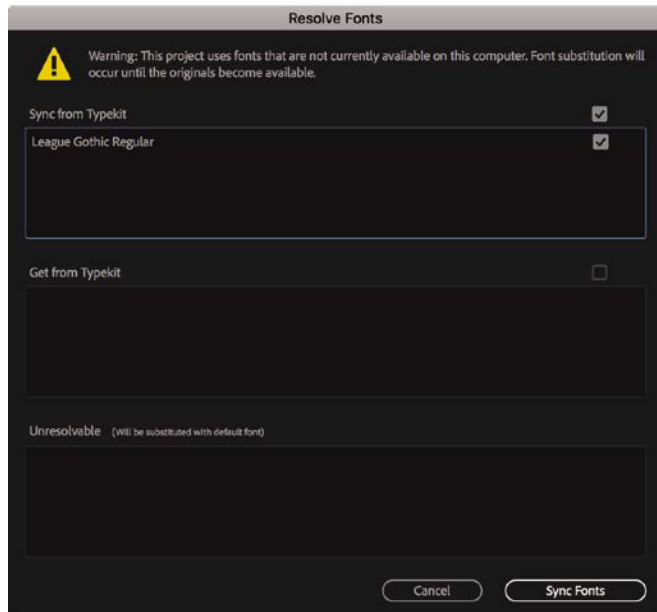 Resolve Fonts
Warning: This project uses fonts that are not currently available on this computer. Font substitution will
occur until the originals become available.
Sync from Typekit
League Gothic Regular
Get from Typekit
Unresolvable (Will be substituted with default font)
Cancel
Sync Fonts